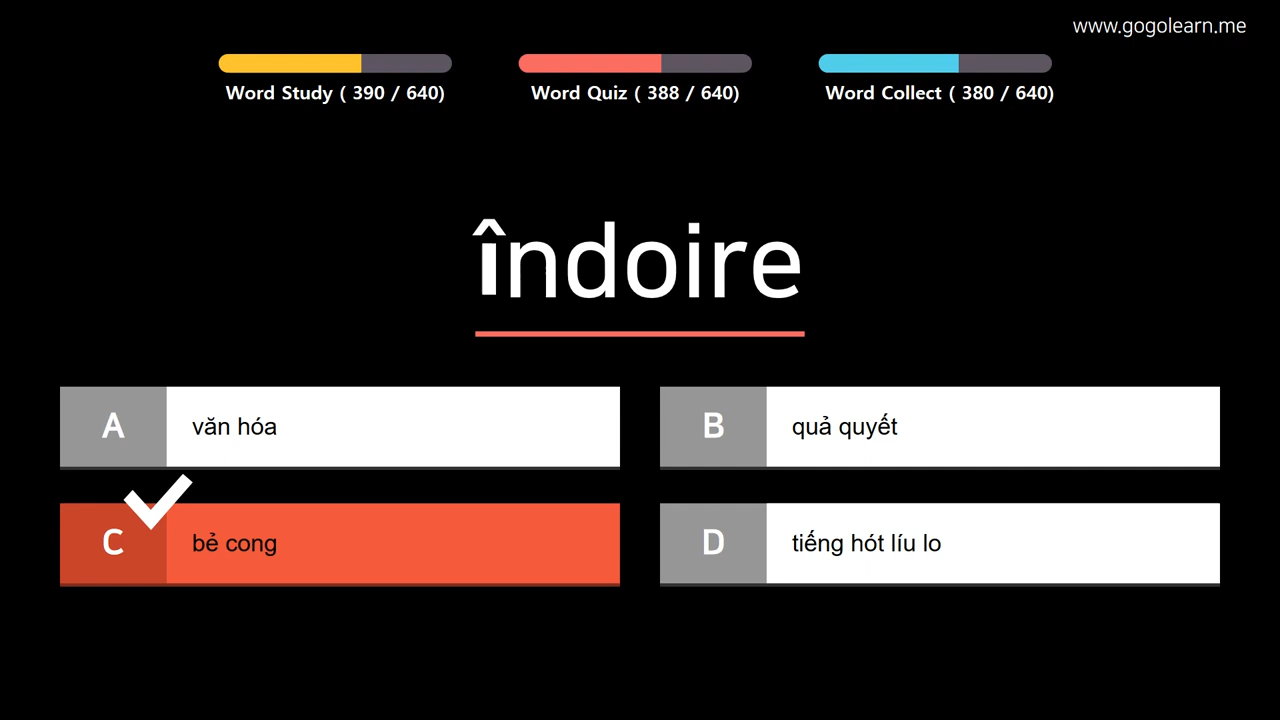 www.gogolearn.me
Word Study ( 390 / 640)
Word Quiz ( 388 / 640)
Word Collect ( 380 / 640)
îndoire
A
văn hóa
B
quả quyết
C
bẻ cong
D
tiếng hót líu lo